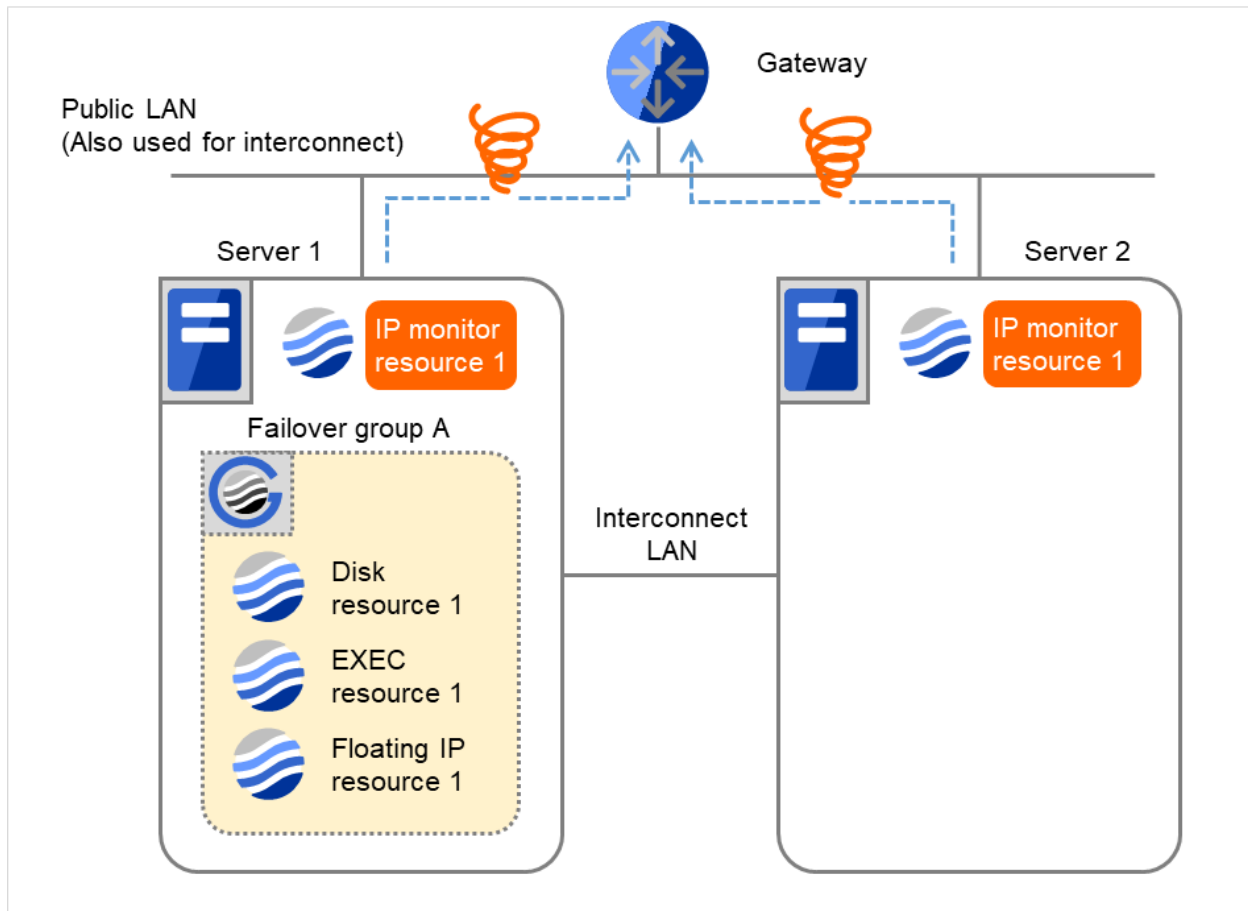 Gateway
Public LAN
(Also used for interconnect)
Server 1
Server 2
IP monitor
resource 1
IP monitor
resource 1
Failover group A
Interconnect
LAN
Disk
resource 1
EXEC
resource 1
Floating IP
resource 1